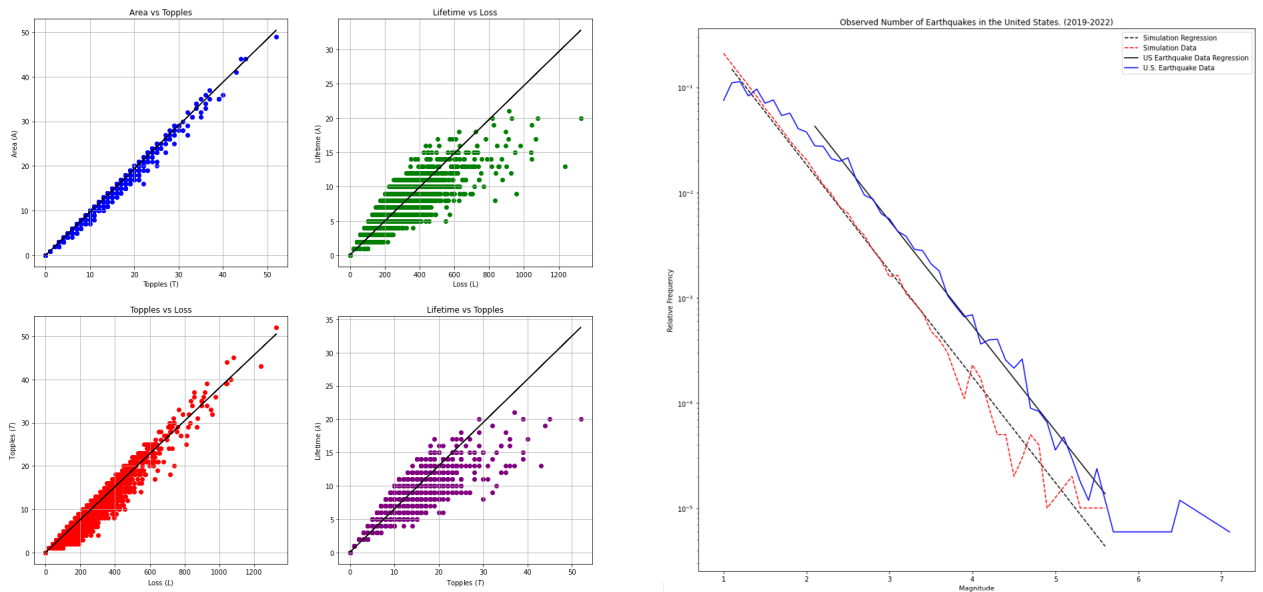 Area vs Topples
Area (A)
50
40
30
20
10
0
0 10 20 30 40 50
Topples (T)
Lifetime vs Loss
Lifetime (λ)
30
25
20
15
10
5
0
0 200 400 600 800 1000 1200
Loss (L)
Topples vs Loss
Topples (T)
50
40
30
20
10
0
0 200 400 600 800 1000 1200
Loss (L)
Lifetime vs Topples
Lifetime (λ)
35
30
25
20
15
10
5
0
0 10 20 30 40 50
Topples (T)
Observed Number of Earthquakes in the United States. (2019-2022)
Simulation Regression
Simulation Data
US Earthquake Data Regression
U.S. Earthquake Data
Relative Frequency
10⁻¹
10⁻²
10⁻³
10⁻⁴
10⁻⁵
1 2 3 4 5 6 7
Magnitude